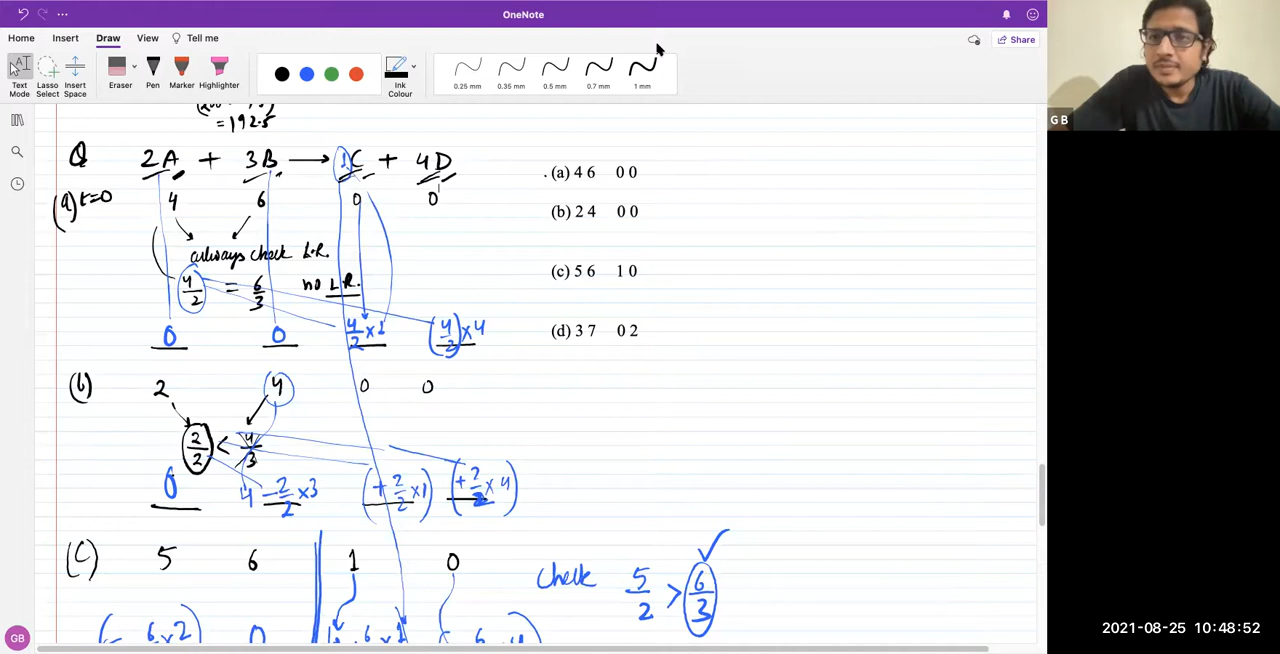 OneNote
Home Insert Draw View Tell me
Share
Text Mode
Lasso Select
Insert Space
Eraser
Pen
Marker
Highlighter
Ink Colour
0.25 mm
0.35 mm
0.5 mm
0.7 mm
1 mm
= 192.5
Q 2A + 3B → 1C + 4D
(a) t=0 4 6 0 0
always check L.R.
4/2 = 6/3 no L.R.
0 0 4/2 × 1 (4/2) × 4
(b) 2 4 0 0
2/2 < 4/3
0 4 - 2/2 × 3 (+ 2/2 × 1) (+ 2/2 × 4)
(C) 5 6 1 0 Check 5/2 > 6/3 ✓
. (a) 4 6 0 0
(b) 2 4 0 0
(c) 5 6 1 0
(d) 3 7 0 2
G B
GB
2021-08-25 10:48:52